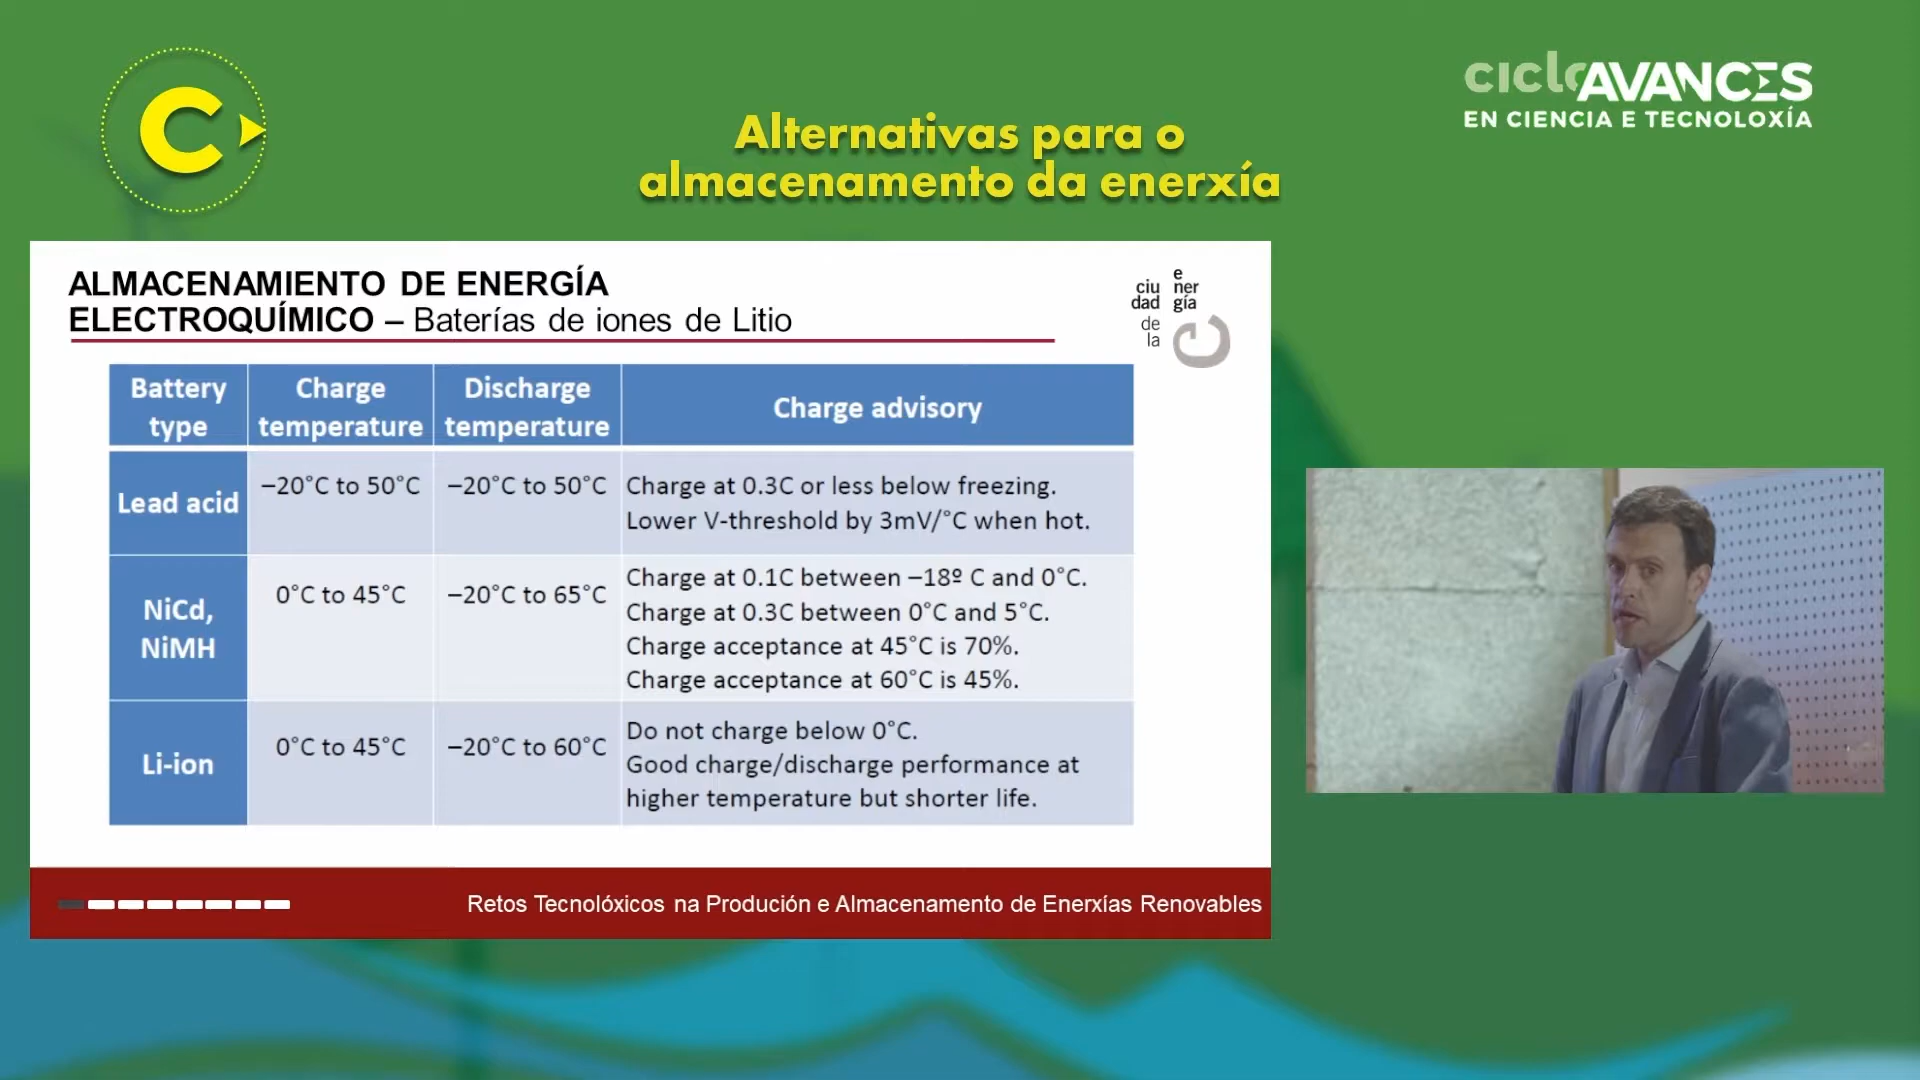 C
cicloAVANCES
EN CIENCIA E TECNOLOXÍA
Alternativas para o
almacenamento da enerxía
ALMACENAMIENTO DE ENERGÍA
ELECTROQUÍMICO – Baterías de iones de Litio
e
ciu ner
dad gía
de
la
C
Battery
type
Charge
temperature
Discharge
temperature
Charge advisory
Lead acid
–20°C to 50°C
–20°C to 50°C
Charge at 0.3C or less below freezing.
Lower V-threshold by 3mV/°C when hot.
NiCd,
NiMH
0°C to 45°C
–20°C to 65°C
Charge at 0.1C between –18º C and 0°C.
Charge at 0.3C between 0°C and 5°C.
Charge acceptance at 45°C is 70%.
Charge acceptance at 60°C is 45%.
Li-ion
0°C to 45°C
–20°C to 60°C
Do not charge below 0°C.
Good charge/discharge performance at
higher temperature but shorter life.
Retos Tecnolóxicos na Produción e Almacenamento de Enerxías Renovables